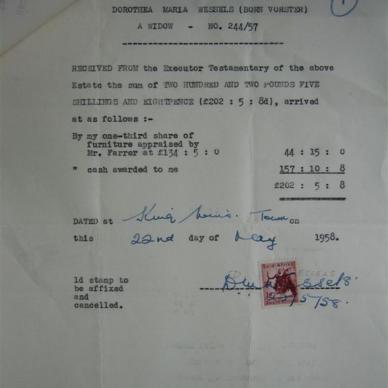 DOROTHEA MARIA WESSELS (BORN VORSTER)
A WIDOW - NO. 244/57
RECEIVED FROM the Executor Testamentary of the above
Estate the sum of TWO HUNDRED AND TWO POUNDS FIVE
SHILLINGS AND EIGHTPENCE (£202 : 5 : 8d), arrived
at as follows :-
By my one-third share of
furniture appraised by
Mr. Farrer at £134 : 5 : 0 44 : 15 : 0
" cash awarded to me 157 : 10 : 8
£202 : 5 : 8
DATED at King Town on
this 22nd day of May 1958.
1d stamp to
be affixed
and
cancelled.
Wessels.
22/5/58.